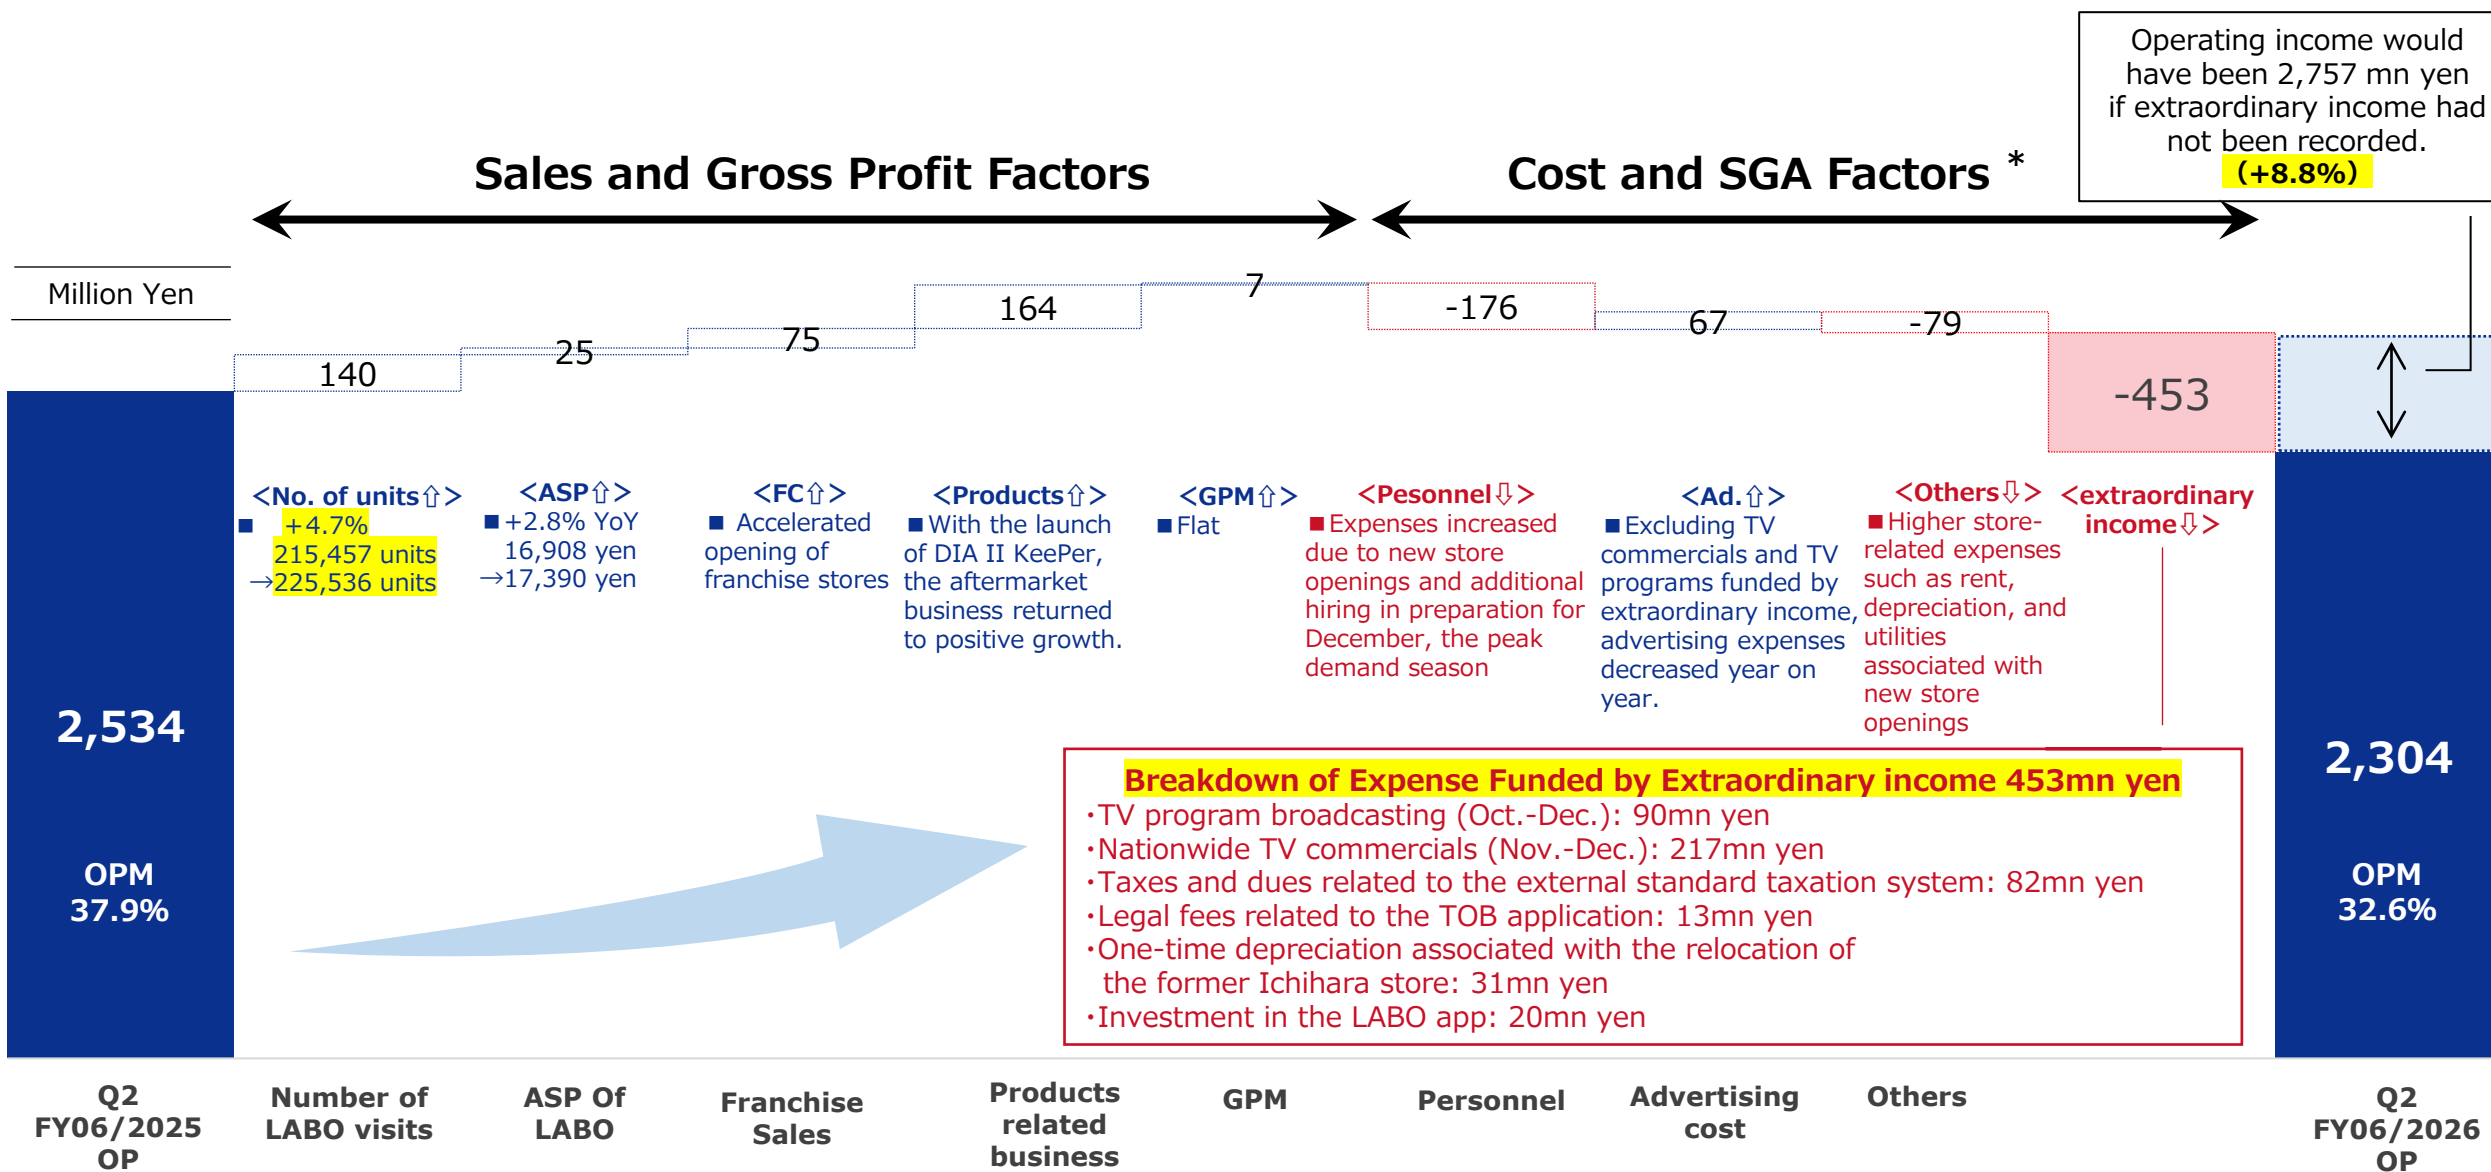 Operating income would
have been 2,757 mn yen
if extraordinary income had
not been recorded.
(+8.8%)
Sales and Gross Profit Factors
Cost and SGA Factors *
Million Yen
140
25
75
164
7
-176
67
-79
-453
<No. of units⇧>
■ +4.7%
215,457 units
→225,536 units
<ASP⇧>
■+2.8% YoY
16,908 yen
→17,390 yen
<FC⇧>
■ Accelerated
opening of
franchise stores
<Products⇧>
■With the launch
of DIA II KeePer,
the aftermarket
business returned
to positive growth.
<GPM⇧>
■Flat
<Pesonnel⇩>
■Expenses increased
due to new store
openings and additional
hiring in preparation for
December, the peak
demand season
<Ad.⇧>
■Excluding TV
commercials and TV
programs funded by
extraordinary income,
advertising expenses
decreased year on
year.
<Others⇩>
■Higher store-
related expenses
such as rent,
depreciation, and
utilities
associated with
new store
openings
<extraordinary
income⇩>
2,534
OPM
37.9%
Breakdown of Expense Funded by Extraordinary income 453mn yen
・TV program broadcasting (Oct.-Dec.): 90mn yen
・Nationwide TV commercials (Nov.-Dec.): 217mn yen
・Taxes and dues related to the external standard taxation system: 82mn yen
・Legal fees related to the TOB application: 13mn yen
・One-time depreciation associated with the relocation of
the former Ichihara store: 31mn yen
・Investment in the LABO app: 20mn yen
2,304
OPM
32.6%
Q2
FY06/2025
OP
Number of
LABO visits
ASP Of
LABO
Franchise
Sales
Products
related
business
GPM
Personnel
Advertising
cost
Others
Q2
FY06/2026
OP